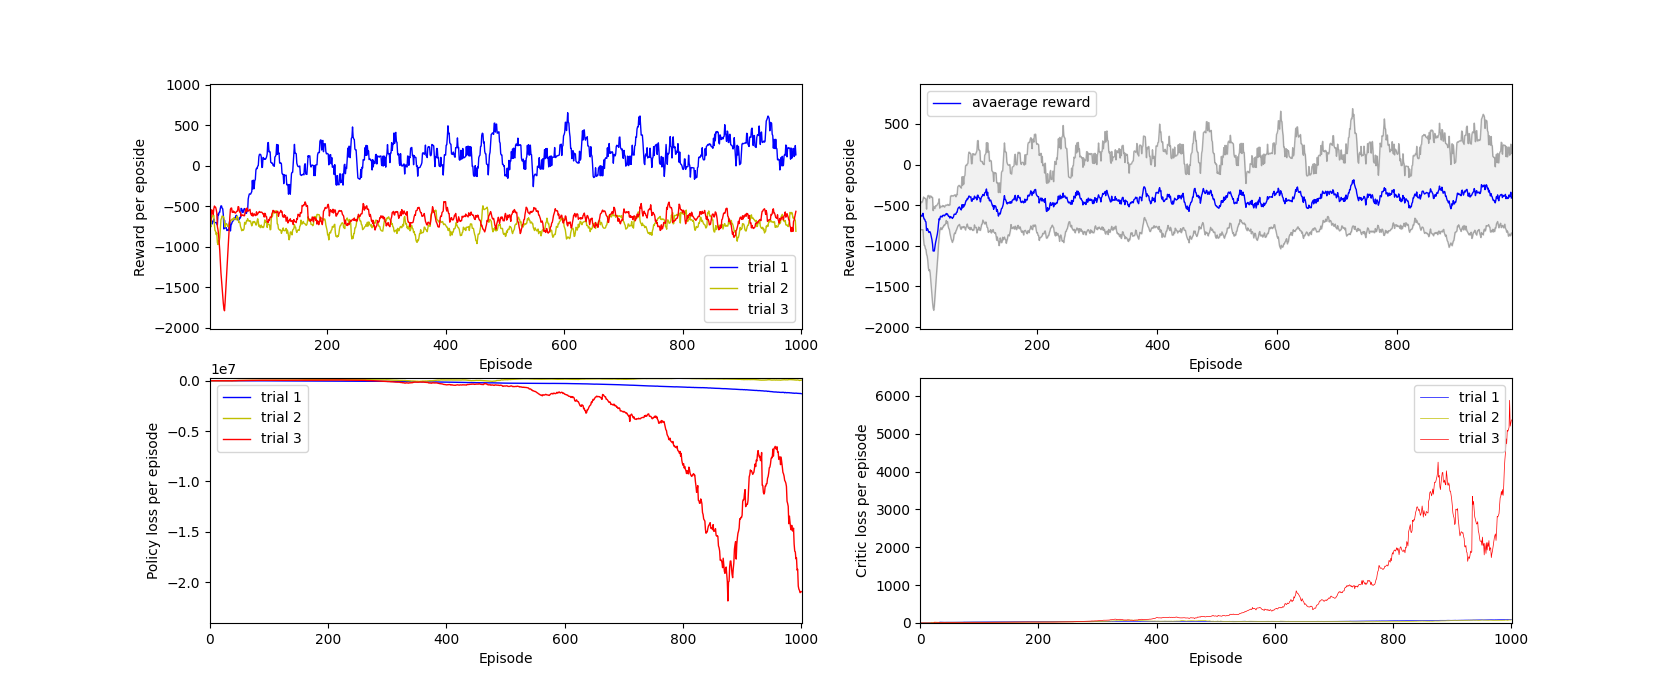 1000
500
0
−500
−1000
−1500
−2000
Reward per eposide
trial 1
trial 2
trial 3
200
400
600
800
1000
Episode
avaerage reward
500
0
−500
−1000
−1500
−2000
Reward per eposide
200
400
600
800
Episode
1e7
0.0
−0.5
−1.0
−1.5
−2.0
Policy loss per episode
trial 1
trial 2
trial 3
0
200
400
600
800
1000
Episode
6000
5000
4000
3000
2000
1000
0
Critic loss per episode
trial 1
trial 2
trial 3
0
200
400
600
800
1000
Episode